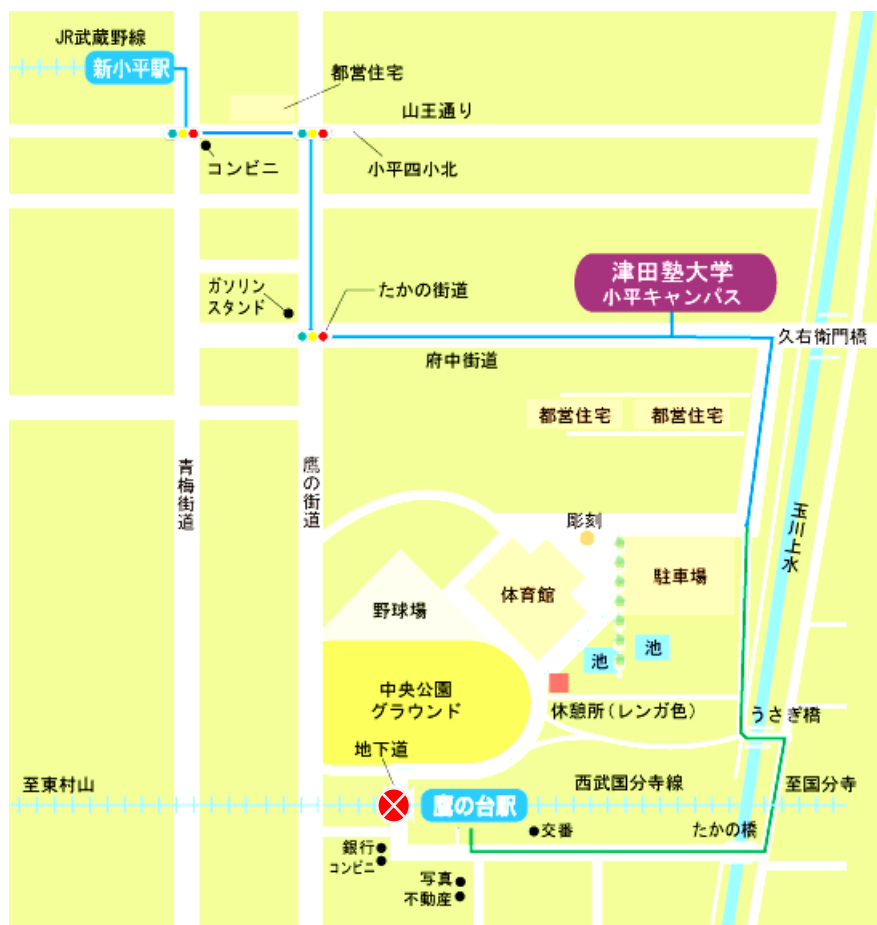 JR武蔵野線
新小平駅
都営住宅
山王通り
コンビニ
小平四小北
ガソリン
スタンド
たかの街道
津田塾大学
小平キャンパス
久右衛門橋
府中街道
都営住宅
都営住宅
青梅街道
鷹の街道
玉川上水
彫刻
体育館
駐車場
野球場
池
池
中央公園
グラウンド
休憩所(レンガ色)
うさぎ橋
地下道
至東村山
西武国分寺線
至国分寺
鷹の台駅
交番
たかの橋
銀行
コンビニ
写真
不動産